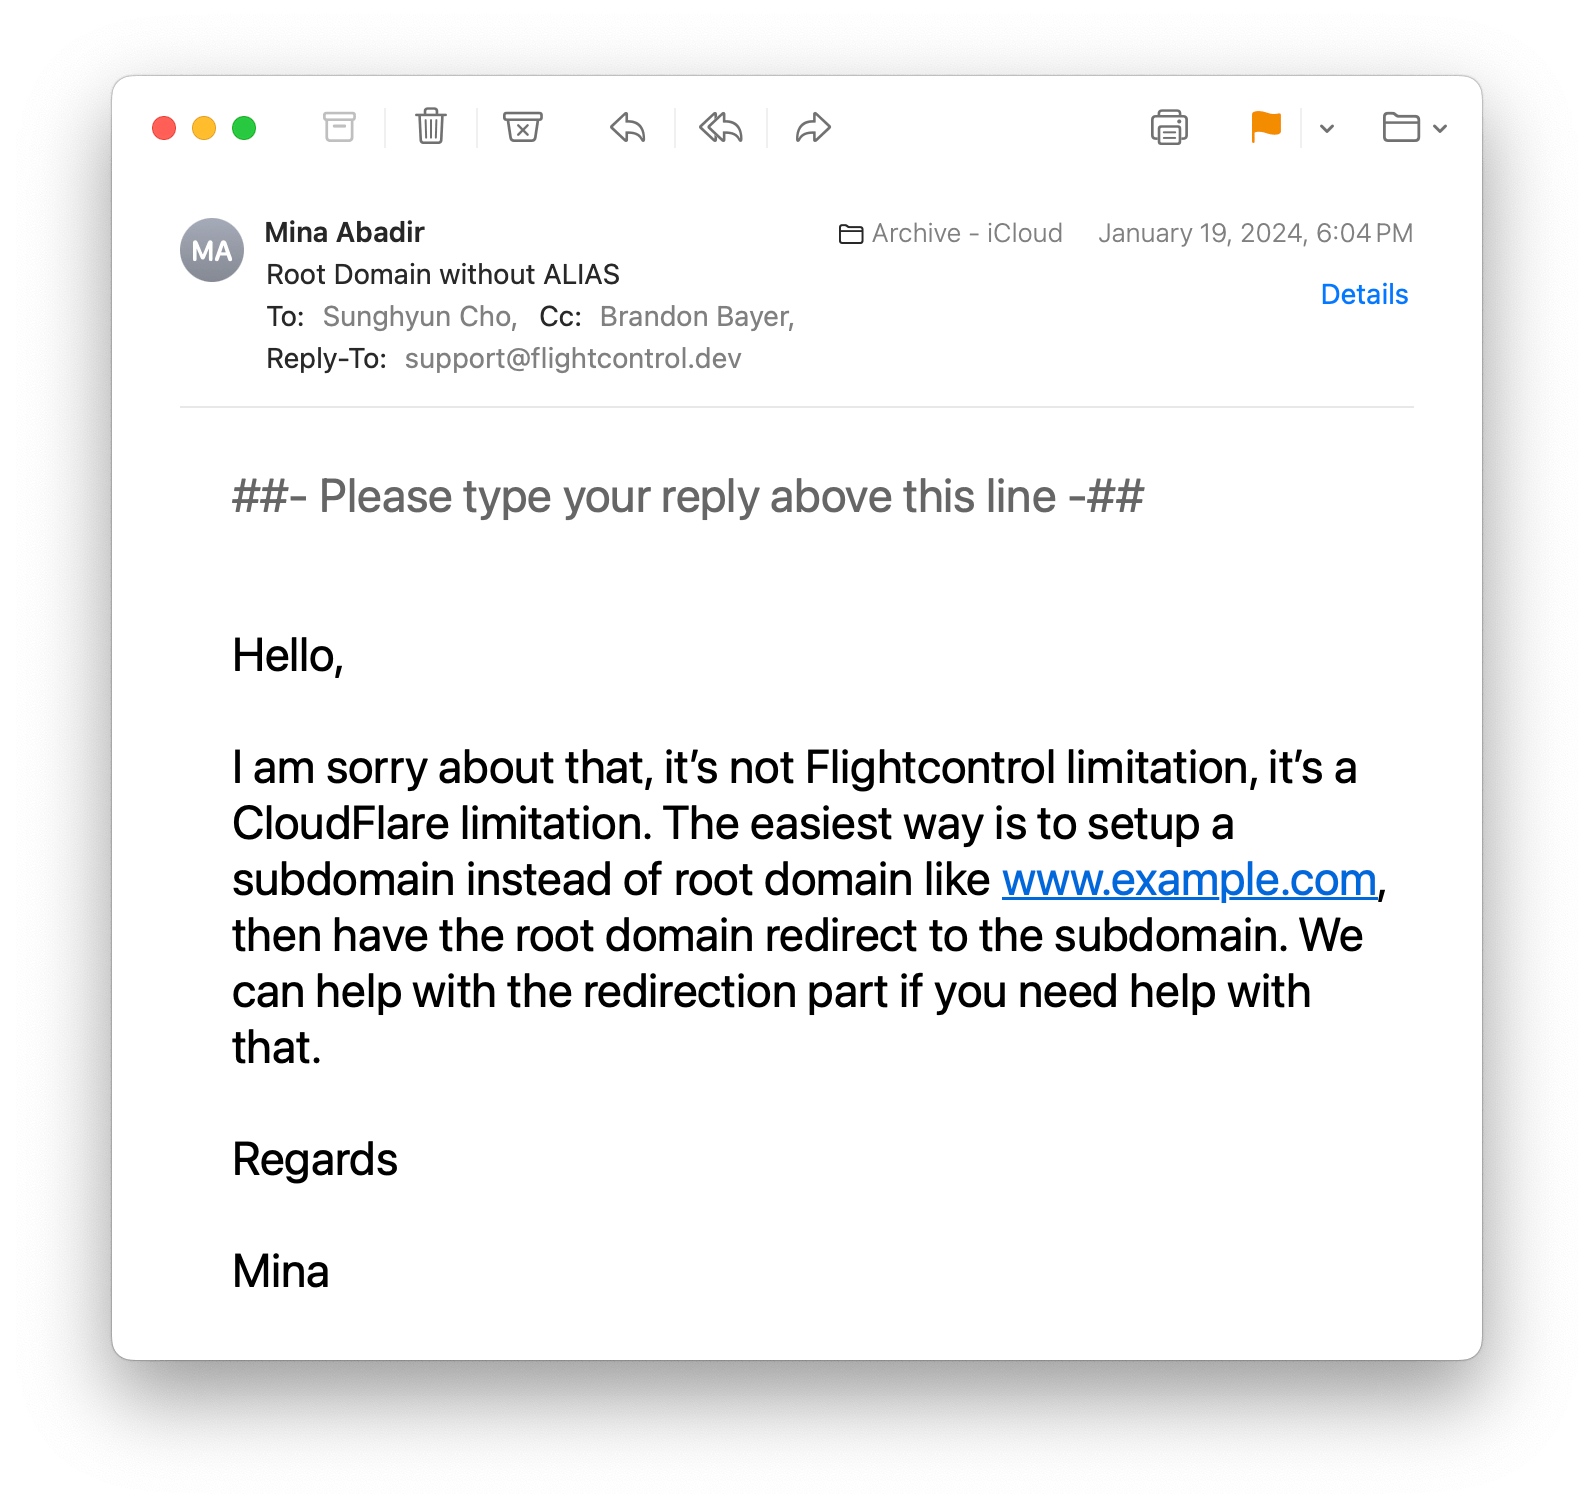 MA
Mina Abadir
Archive - iCloud
January 19, 2024, 6:04 PM
Root Domain without ALIAS
Details
To: Sunghyun Cho, Cc: Brandon Bayer,
Reply-To: support@flightcontrol.dev
##- Please type your reply above this line -##
Hello,
I am sorry about that, it’s not Flightcontrol limitation, it’s a
CloudFlare limitation. The easiest way is to setup a
subdomain instead of root domain like www.example.com,
then have the root domain redirect to the subdomain. We
can help with the redirection part if you need help with
that.
Regards
Mina